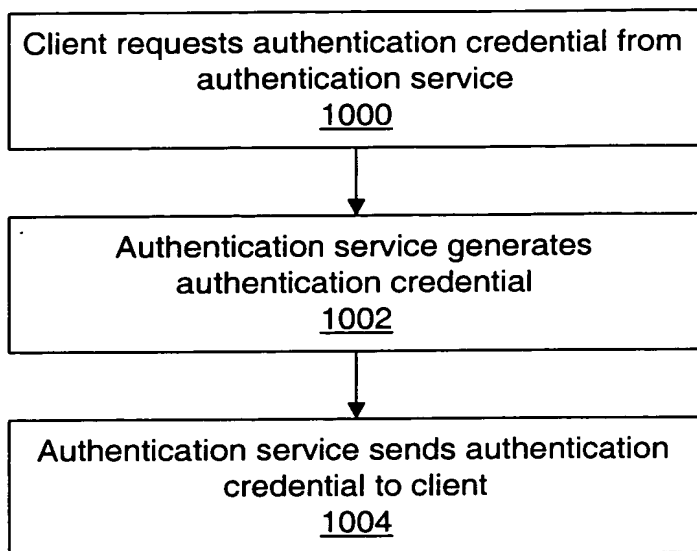 Client requests authentication credential from
authentication service
1000
Authentication service generates
authentication credential
1002
Authentication service sends authentication
credential to client
1004